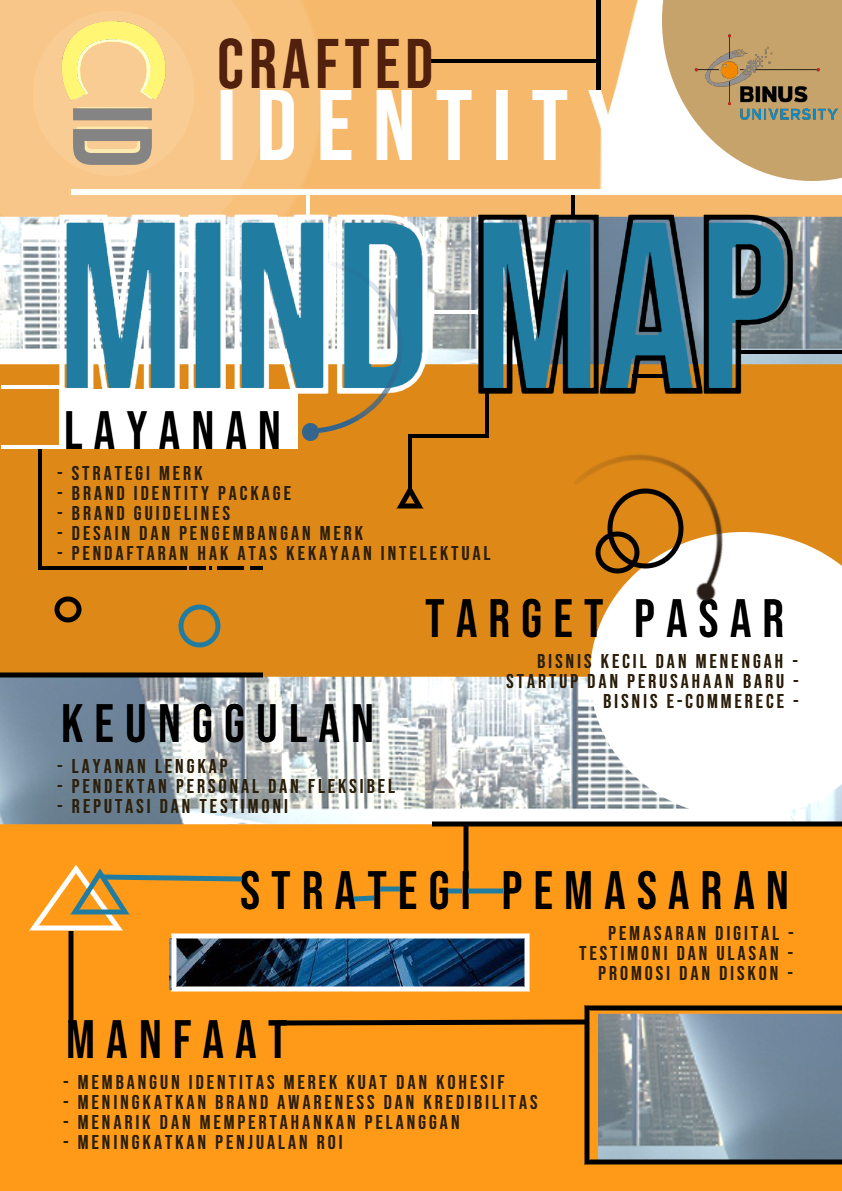 CRAFTED
IDENTITY
CID
BINUS
UNIVERSITY
MIND MAP
LAYANAN
- STRATEGI MERK
- BRAND IDENTITY PACKAGE
- BRAND GUIDELINES
- DESAIN DAN PENGEMBANGAN MERK
- PENDAFTARAN HAK ATAS KEKAYAAN INTELEKTUAL
TARGET PASAR
BISNIS KECIL DAN MENENGAH -
STARTUP DAN PERUSAHAAN BARU -
BISNIS E-COMMERECE -
KEUNGGULAN
- LAYANAN LENGKAP
- PENDEKTAN PERSONAL DAN FLEKSIBEL
- REPUTASI DAN TESTIMONI
STRATEGI PEMASARAN
PEMASARAN DIGITAL -
TESTIMONI DAN ULASAN -
PROMOSI DAN DISKON -
MANFAAT
- MEMBANGUN IDENTITAS MEREK KUAT DAN KOHESIF
- MENINGKATKAN BRAND AWARENESS DAN KREDIBILITAS
- MENARIK DAN MEMPERTAHANKAN PELANGGAN
- MENINGKATKAN PENJUALAN ROI